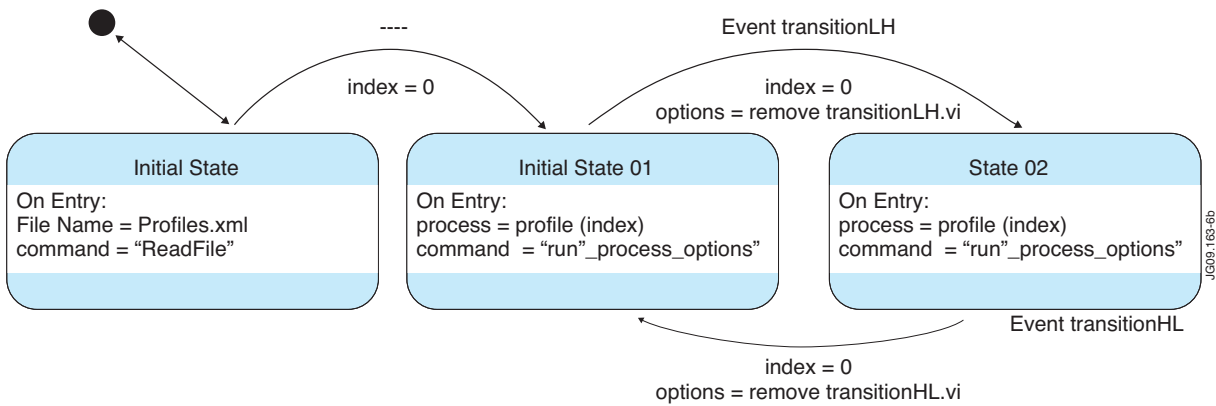 ----
index = 0
Event transitionLH
index = 0
options = remove transitionLH.vi
Initial State
On Entry:
File Name = Profiles.xml
command = “ReadFile”
Initial State 01
On Entry:
process = profile (index)
command  = “run”_process_options”
State 02
On Entry:
process = profile (index)
command  = “run”_process_options”
JG09.163-6b
Event transitionHL
index = 0
options = remove transitionHL.vi